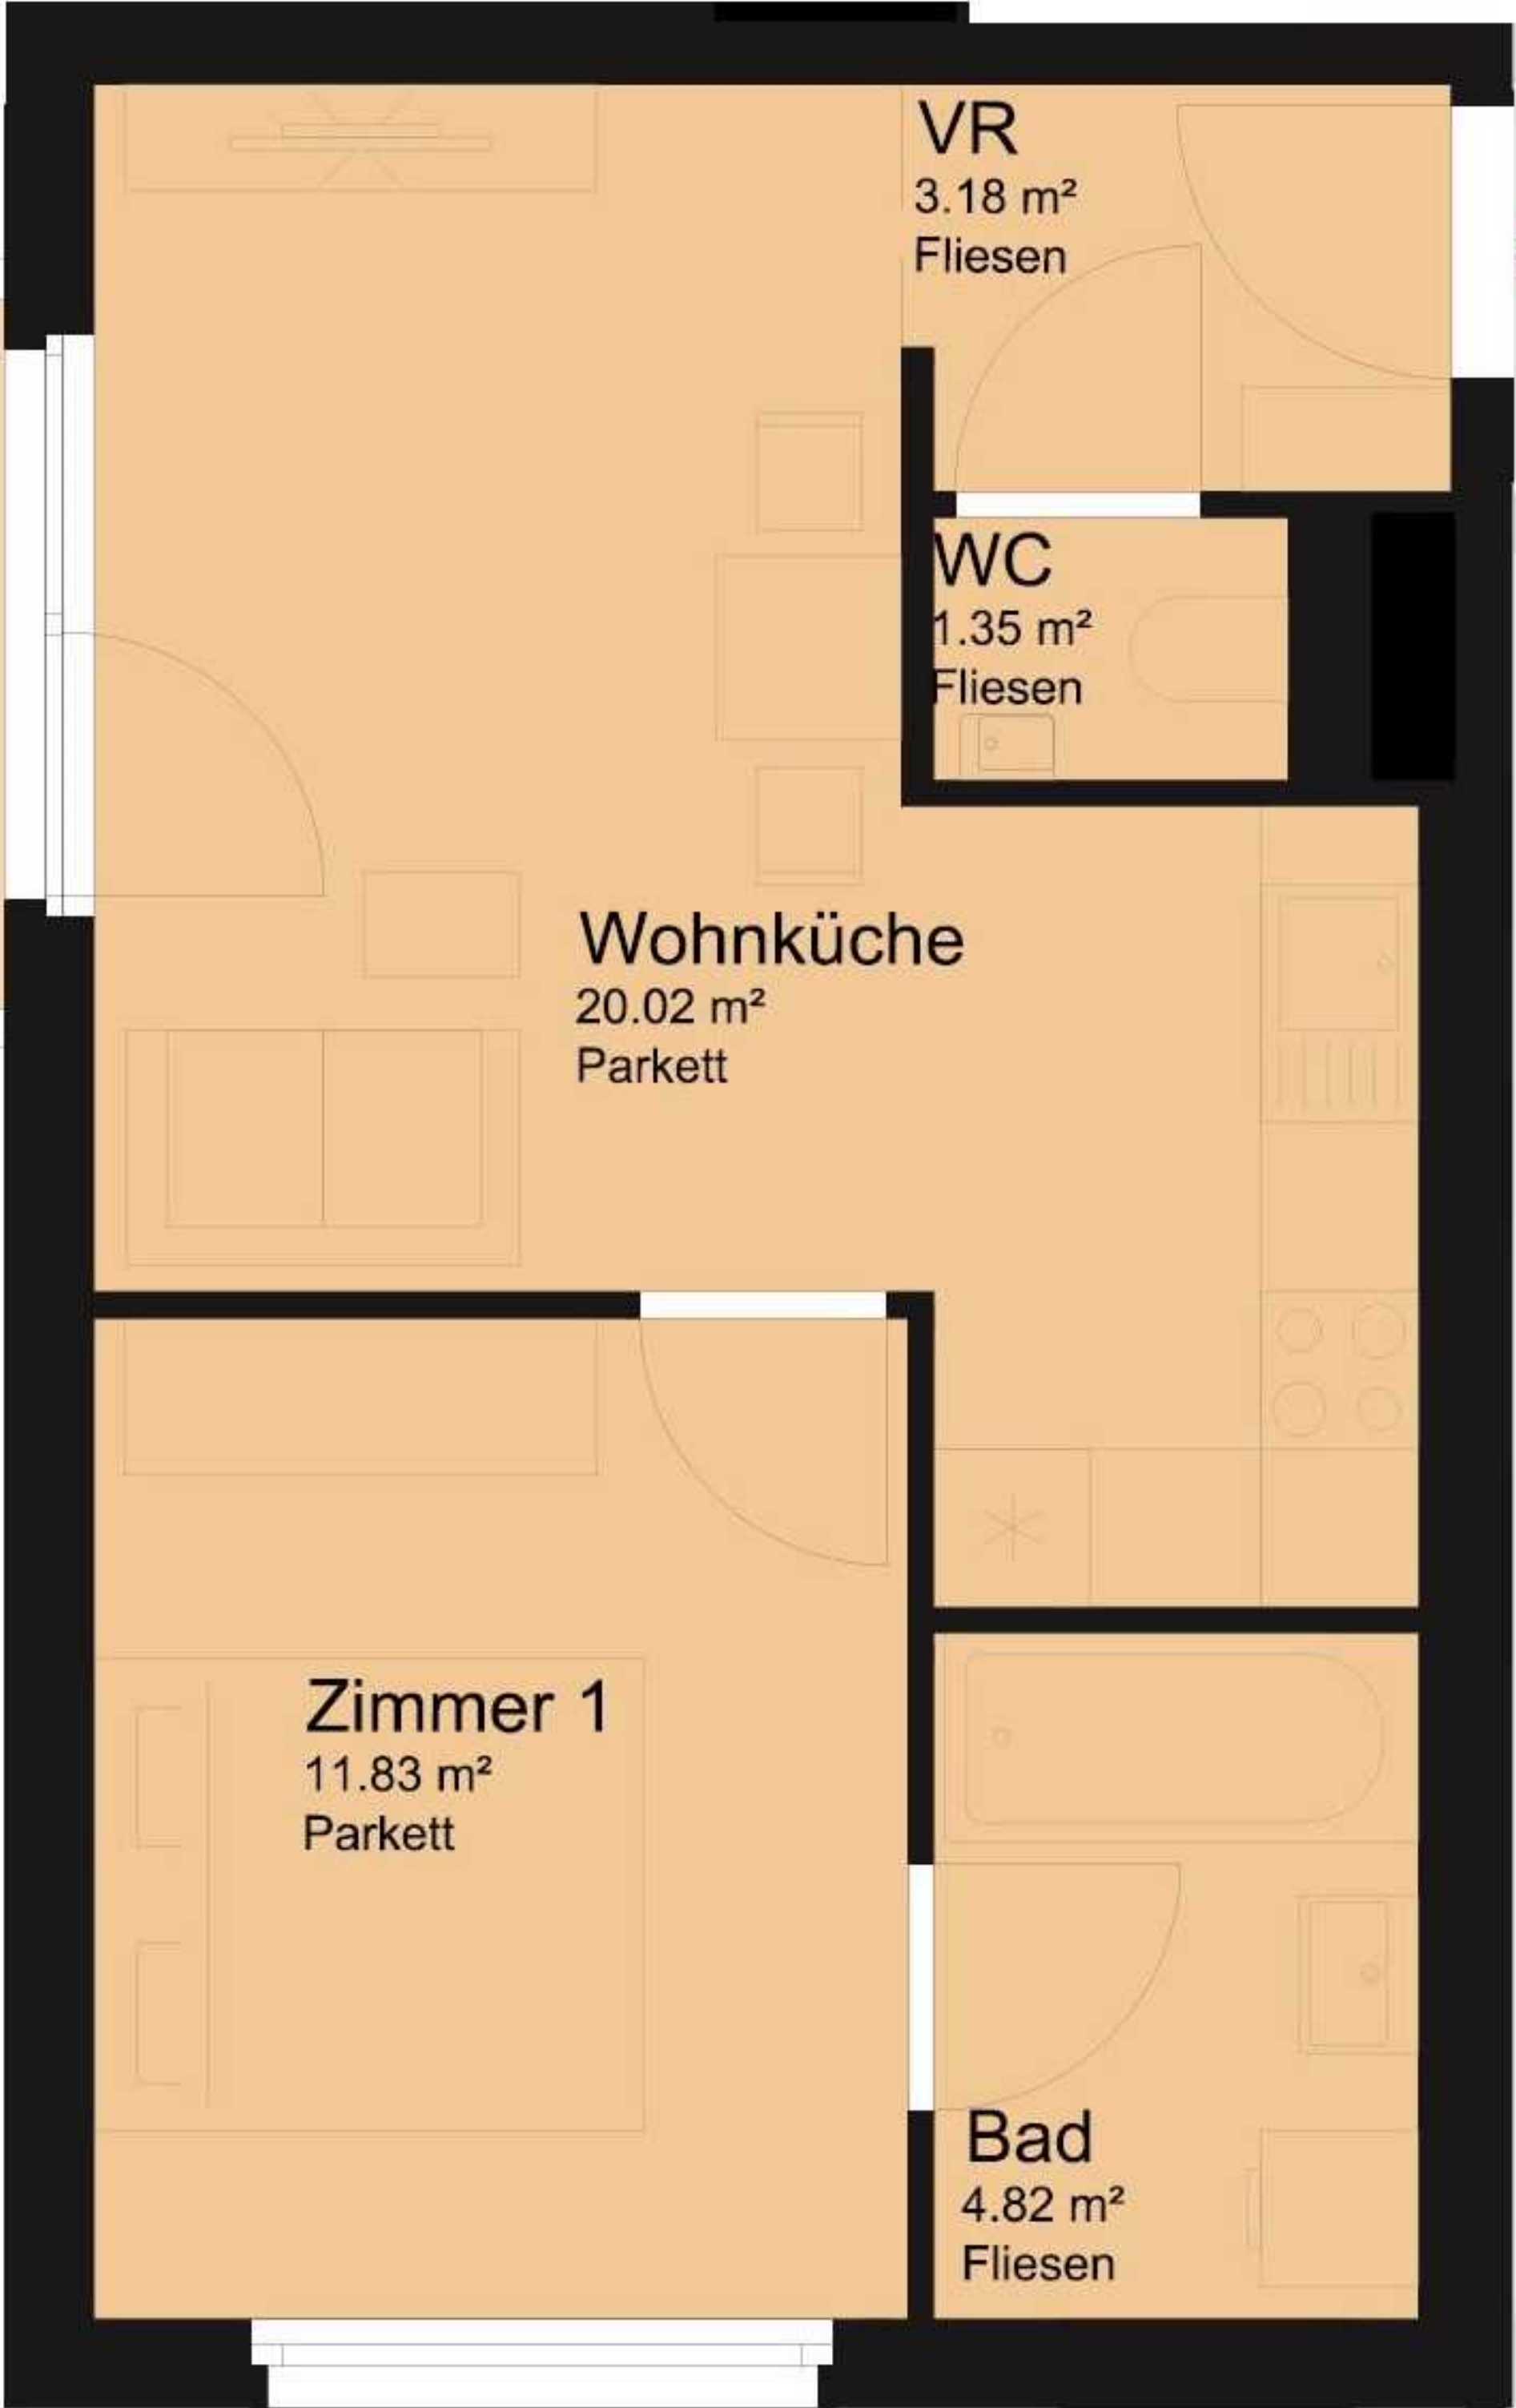 VR
3.18 m²
Fliesen
WC
1.35 m²
Fliesen
Wohnküche
20.02 m²
Parkett
Zimmer 1
11.83 m²
Parkett
Bad
4.82 m²
Fliesen